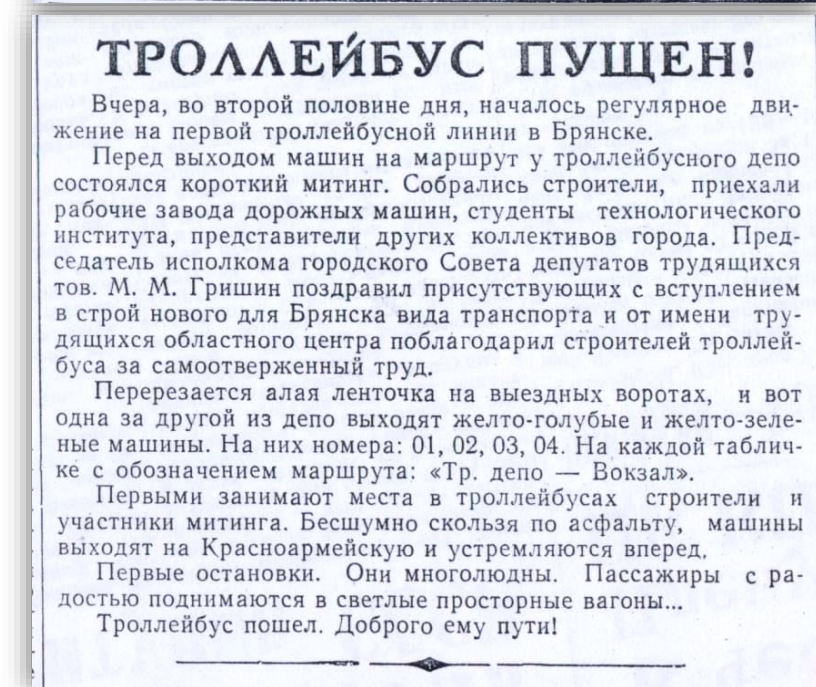 ТРОЛЛЕЙБУС ПУЩЕН!
Вчера, во второй половине дня, началось регулярное дви-
жение на первой троллейбусной линии в Брянске.
Перед выходом машин на маршрут у троллейбусного депо
состоялся короткий митинг. Собрались строители, приехали
рабочие завода дорожных машин, студенты технологического
института, представители других коллективов города. Пред-
седатель исполкома городского Совета депутатов трудящихся
тов. М. М. Гришин поздравил присутствующих с вступлением
в строй нового для Брянска вида транспорта и от имени тру-
дящихся областного центра поблагодарил строителей троллей-
буса за самоотверженный труд.
Перерезается алая ленточка на выездных воротах, и вот
одна за другой из депо выходят желто-голубые и желто-зеле-
ные машины. На них номера: 01, 02, 03, 04. На каждой таблич-
ке с обозначением маршрута: «Тр. депо — Вокзал».
Первыми занимают места в троллейбусах строители и
участники митинга. Бесшумно скользя по асфальту, машины
выходят на Красноармейскую и устремляются вперед.
Первые остановки. Они многолюдны. Пассажиры с ра-
достью поднимаются в светлые просторные вагоны...
Троллейбус пошел. Доброго ему пути!